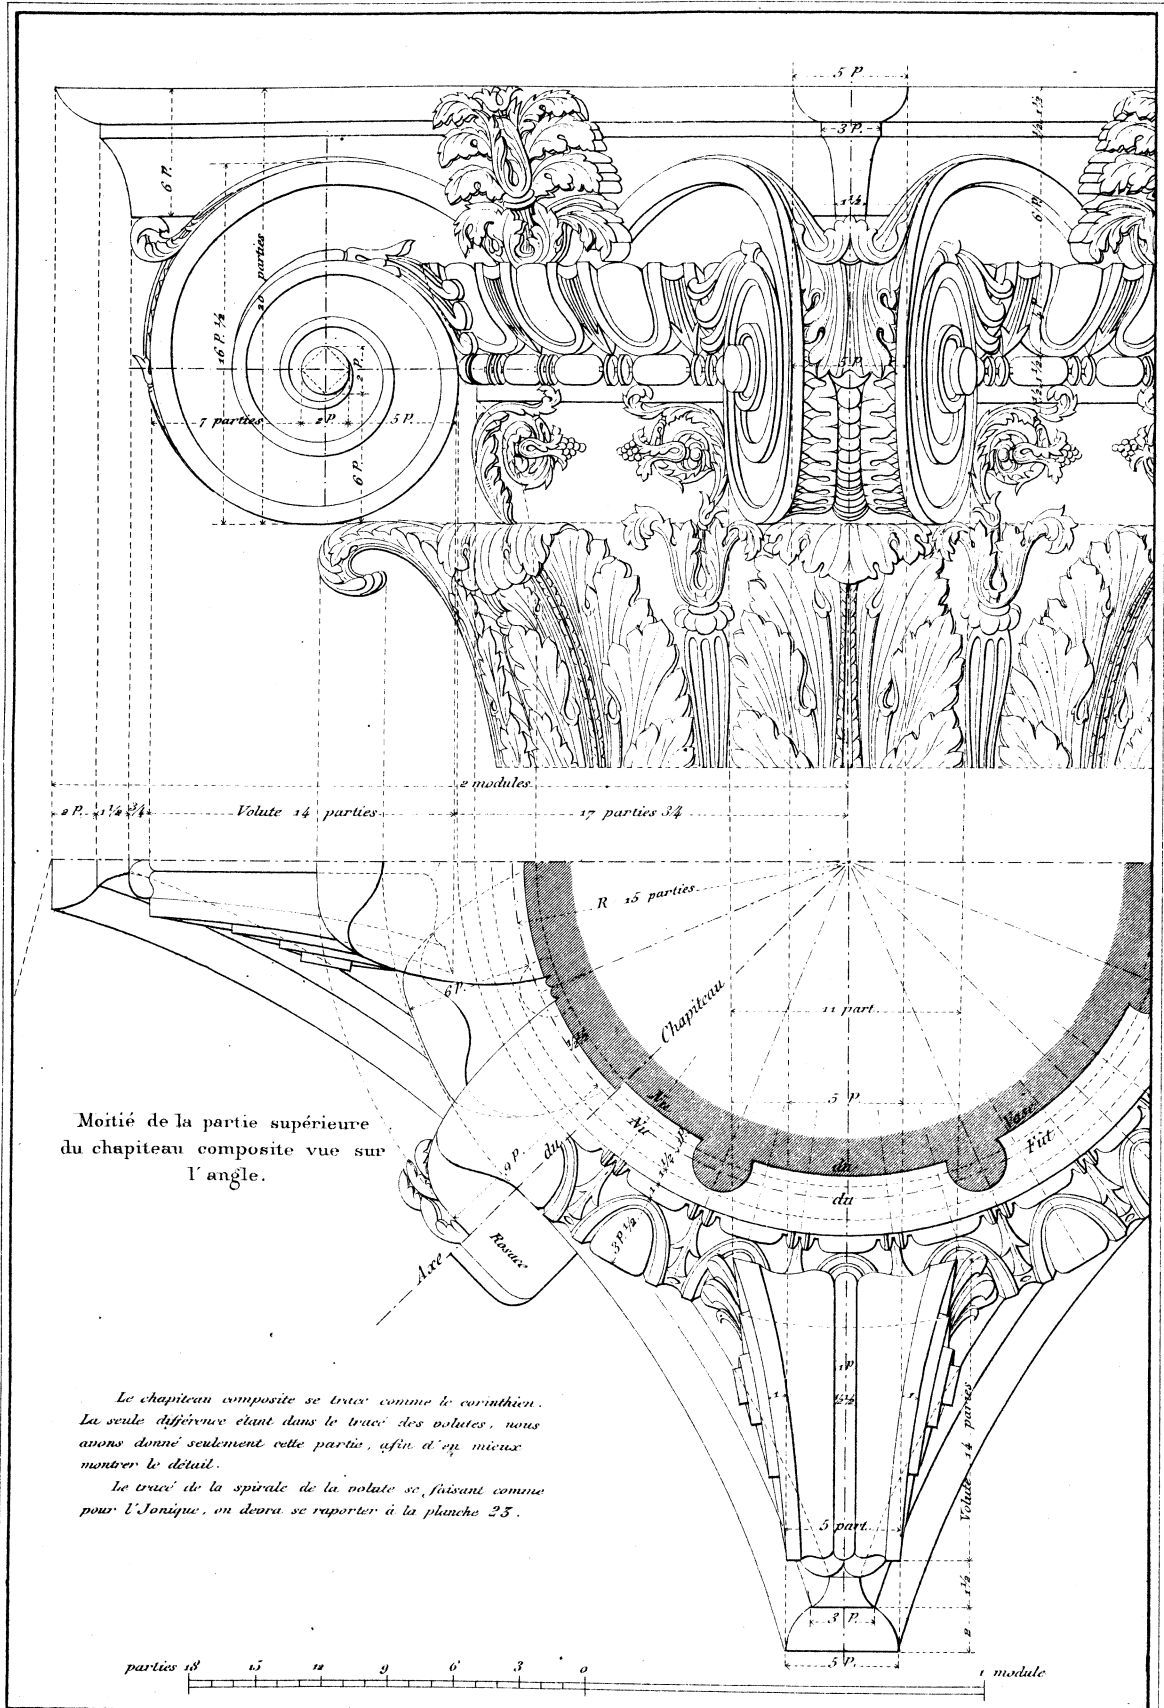 5 P.
3 P.
6 P.
1½
6 P.
20 parties
16 P. 1/2
2 P.
5 P.
7 parties
2 P.
5 P.
6 P.
2 modules
2 P.
1 1/2
3/4
Volute 14 parties
17 parties 3/4
R 15 parties
6 P.
11 part.
Chapiteau
5 P.
Nu
Nu
Vase
Fût
du
du
du
9 P.
1 1/2 P.
3 P. 1/2
Rosace
Axe
Moitié de la partie supérieure
du chapiteau composite vue sur
l'angle.
1 P.
1
1
Volute 14 parties
5 part.
1½
2
3 P.
5 P.
Le chapiteau composite se trace comme le corinthien.
La seule différence étant dans le tracé des volutes, nous
avons donné seulement cette partie, afin d'en mieux
montrer le détail.
Le tracé de la spirale de la volute se faisant comme
pour l'Jonique, on devra se raporter à la planche 23.
parties 18 15 12 9 6 3 0 1 module